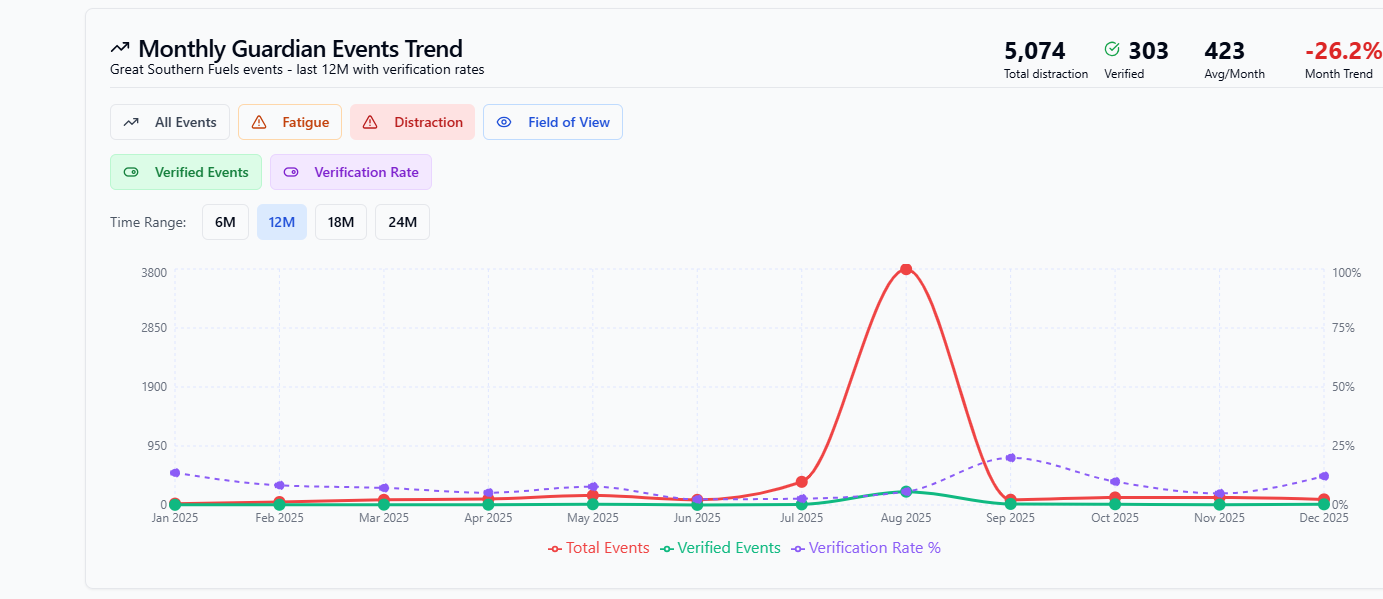 Monthly Guardian Events Trend
Great Southern Fuels events - last 12M with verification rates
5,074
Total distraction
303
Verified
423
Avg/Month
-26.2%
Month Trend
All Events
Fatigue
Distraction
Field of View
Verified Events
Verification Rate
Time Range:
6M
12M
18M
24M
3800
2850
1900
950
0
100%
75%
50%
25%
0%
Jan 2025
Feb 2025
Mar 2025
Apr 2025
May 2025
Jun 2025
Jul 2025
Aug 2025
Sep 2025
Oct 2025
Nov 2025
Dec 2025
Total Events
Verified Events
Verification Rate %